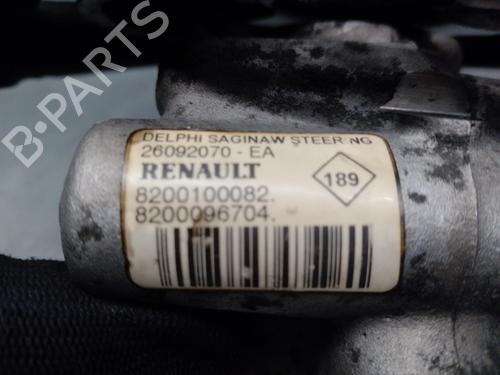 DELPHI SAGINAW STEERING
26092070 - EA
RENAULT
189
8200100082.
8200096704.
B-PARTS